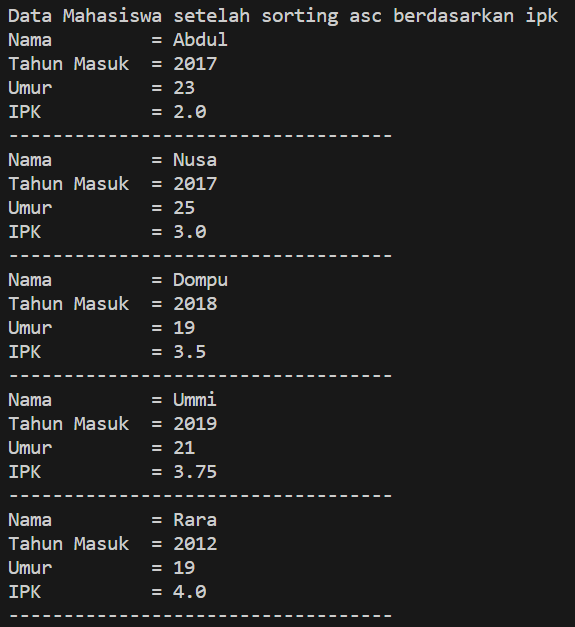 Data Mahasiswa setelah sorting asc berdasarkan ipk
Nama         = Abdul
Tahun Masuk  = 2017
Umur         = 23
IPK          = 2.0
-----------------------------------
Nama         = Nusa
Tahun Masuk  = 2017
Umur         = 25
IPK          = 3.0
-----------------------------------
Nama         = Dompu
Tahun Masuk  = 2018
Umur         = 19
IPK          = 3.5
-----------------------------------
Nama         = Ummi
Tahun Masuk  = 2019
Umur         = 21
IPK          = 3.75
-----------------------------------
Nama         = Rara
Tahun Masuk  = 2012
Umur         = 19
IPK          = 4.0
-----------------------------------